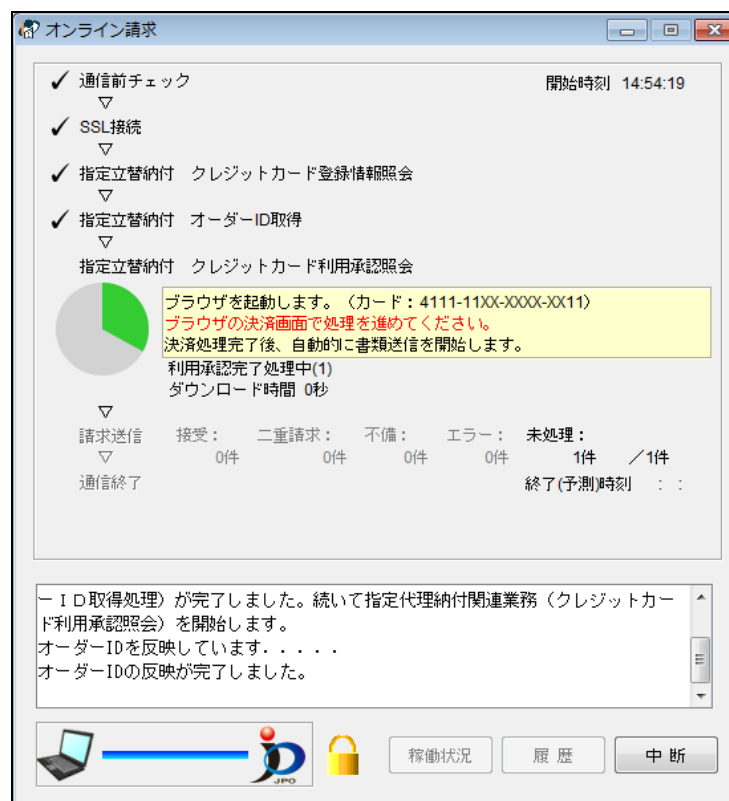 オンライン請求
✓ 通信前チェック 開始時刻 14:54:19
▽
✓ SSL接続
▽
✓ 指定立替納付 クレジットカード登録情報照会
▽
✓ 指定立替納付 オーダーID取得
▽
指定立替納付 クレジットカード利用承認照会
ブラウザを起動します。（カード：4111-11XX-XXXX-XX11）
ブラウザの決済画面で処理を進めてください。
決済処理完了後、自動的に書類送信を開始します。
利用承認完了処理中(1)
ダウンロード時間 0秒
▽
請求送信 接受： 二重請求： 不備： エラー： 未処理：
▽ 0件 0件 0件 0件 1件 ／1件
通信終了 終了(予測)時刻 : :
ーＩＤ取得処理）が完了しました。続いて指定代理納付関連業務（クレジットカー
ド利用承認照会）を開始します。
オーダーIDを反映しています．．．．．
オーダーIDの反映が完了しました。
JPO
稼働状況 履 歴 中 断